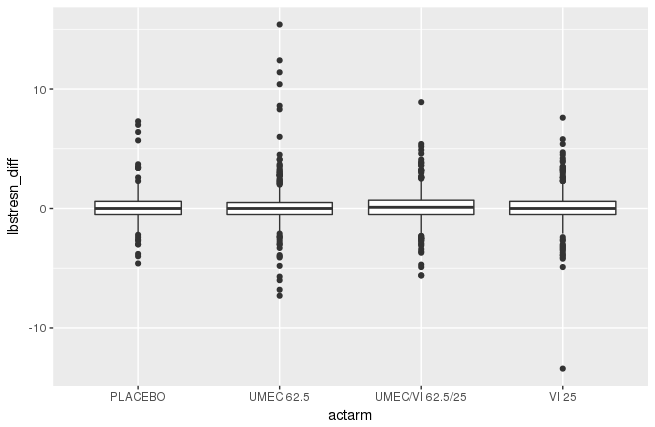 lbstresn_diff
10
0
-10
PLACEBO UMEC 62.5 UMEC/VI 62.5/25 VI 25
actarm